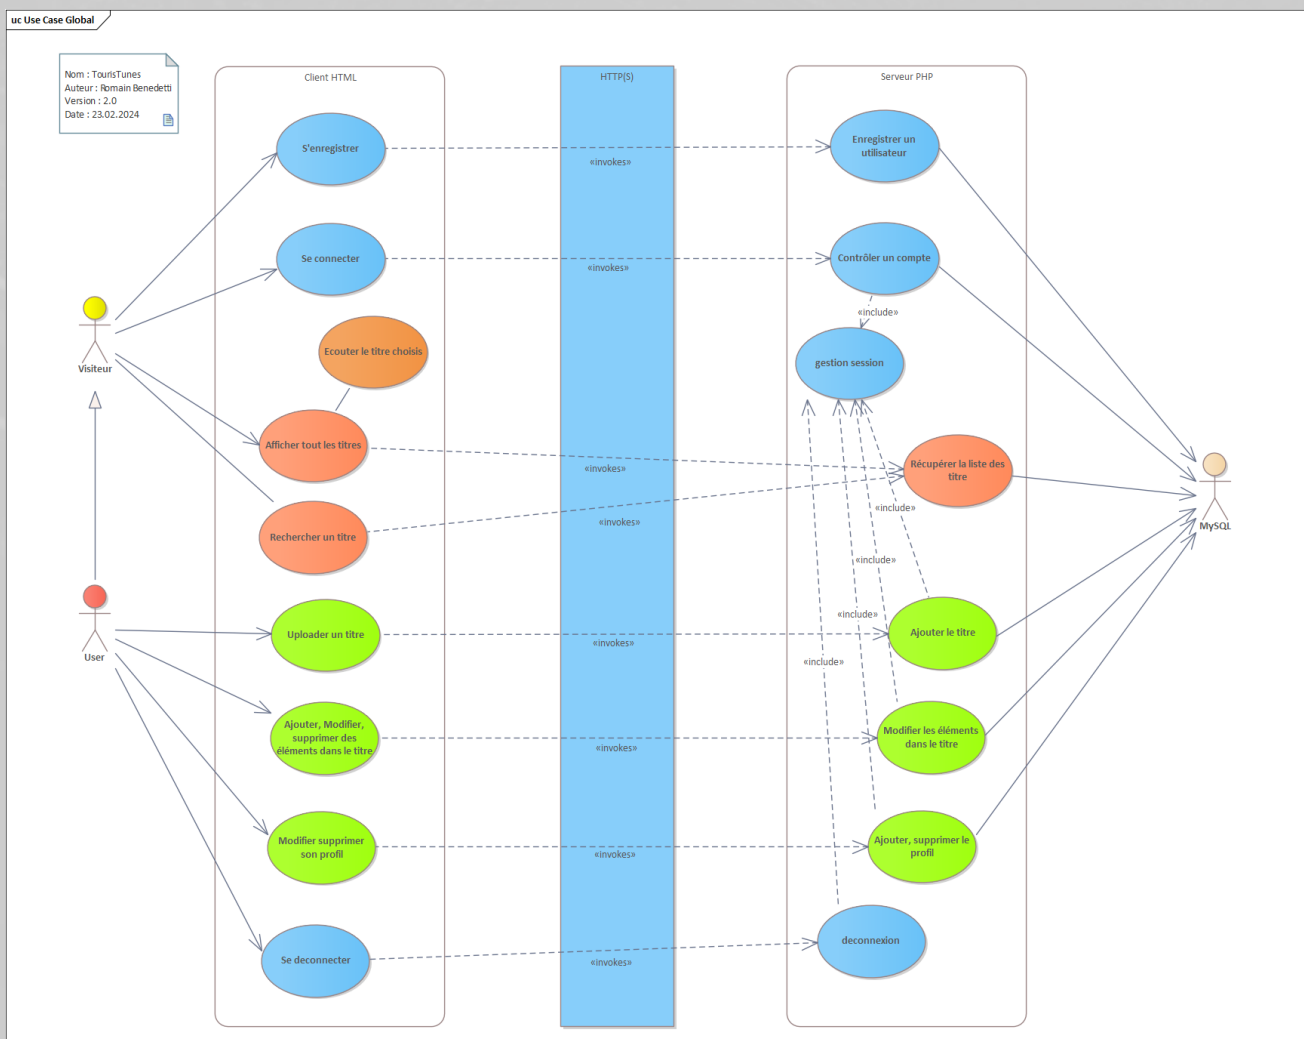 uc Use Case Global
Nom : TourisTunes
Auteur : Romain Benedetti
Version : 2.0
Date : 23.02.2024
Client HTML
HTTP(S)
Serveur PHP
S'enregistrer
«invokes»
Enregistrer un
utilisateur
Se connecter
«invokes»
Contrôler un compte
«include»
Visiteur
Ecouter le titre choisis
gestion session
Afficher tout les titres
«invokes»
Récupérer la liste des
titre
MySQL
Rechercher un titre
«invokes»
«include»
«include»
«include»
«include»
User
Uploader un titre
«invokes»
Ajouter le titre
Ajouter, Modifier,
supprimer des
éléments dans le titre
«invokes»
Modifier les éléments
dans le titre
Modifier supprimer
son profil
«invokes»
Ajouter, supprimer le
profil
Se deconnecter
«invokes»
deconnexion